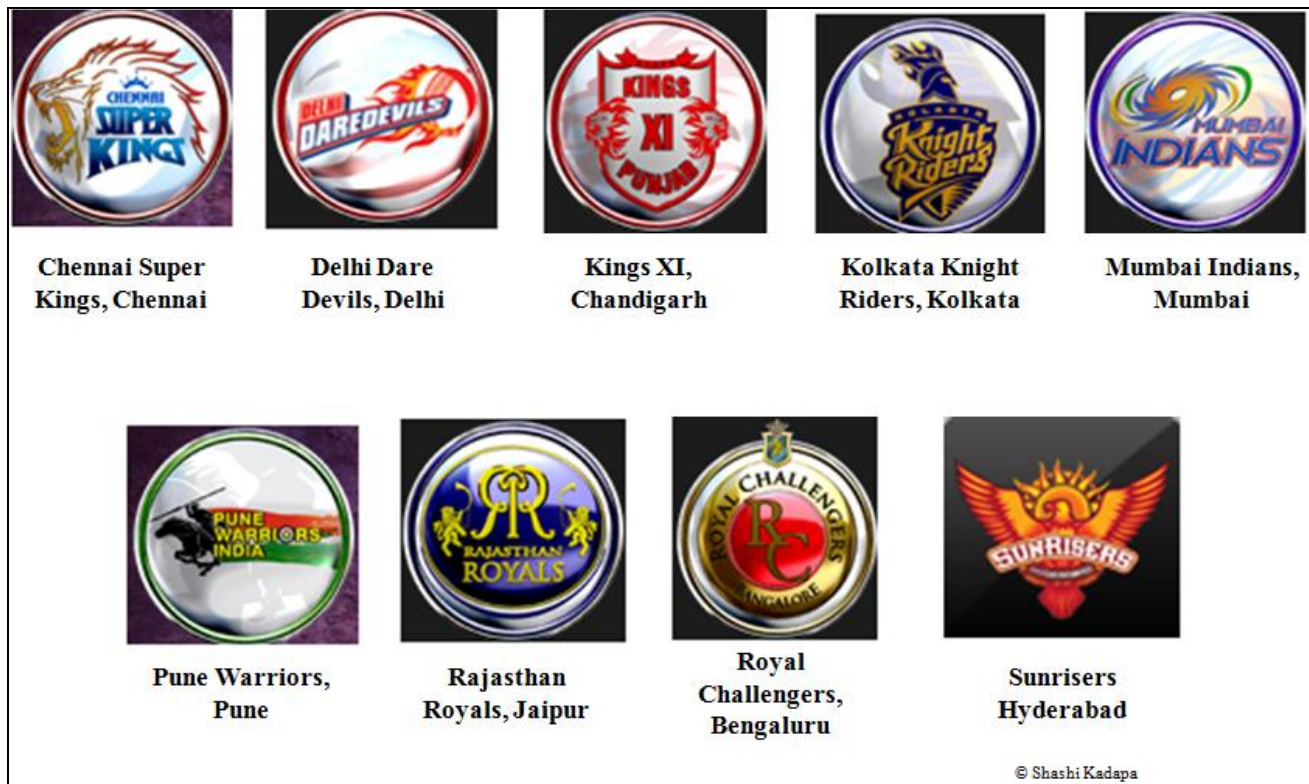 CHENNAI
SUPER
KINGS
DELHI
DAREDEVILS
KINGS
XI
PUNJAB
KOLKATA
Knight
Riders
MUMBAI
INDIANS
Chennai Super
Kings, Chennai
Delhi Dare
Devils, Delhi
Kings XI,
Chandigarh
Kolkata Knight
Riders, Kolkata
Mumbai Indians,
Mumbai
PUNE
WARRIORS
INDIA
RR
RAJASTHAN
ROYALS
ROYAL CHALLENGERS
RC
BANGALORE
SUNRISERS
Pune Warriors,
Pune
Rajasthan
Royals, Jaipur
Royal
Challengers,
Bengaluru
Sunrisers
Hyderabad
© Shashi Kadapa